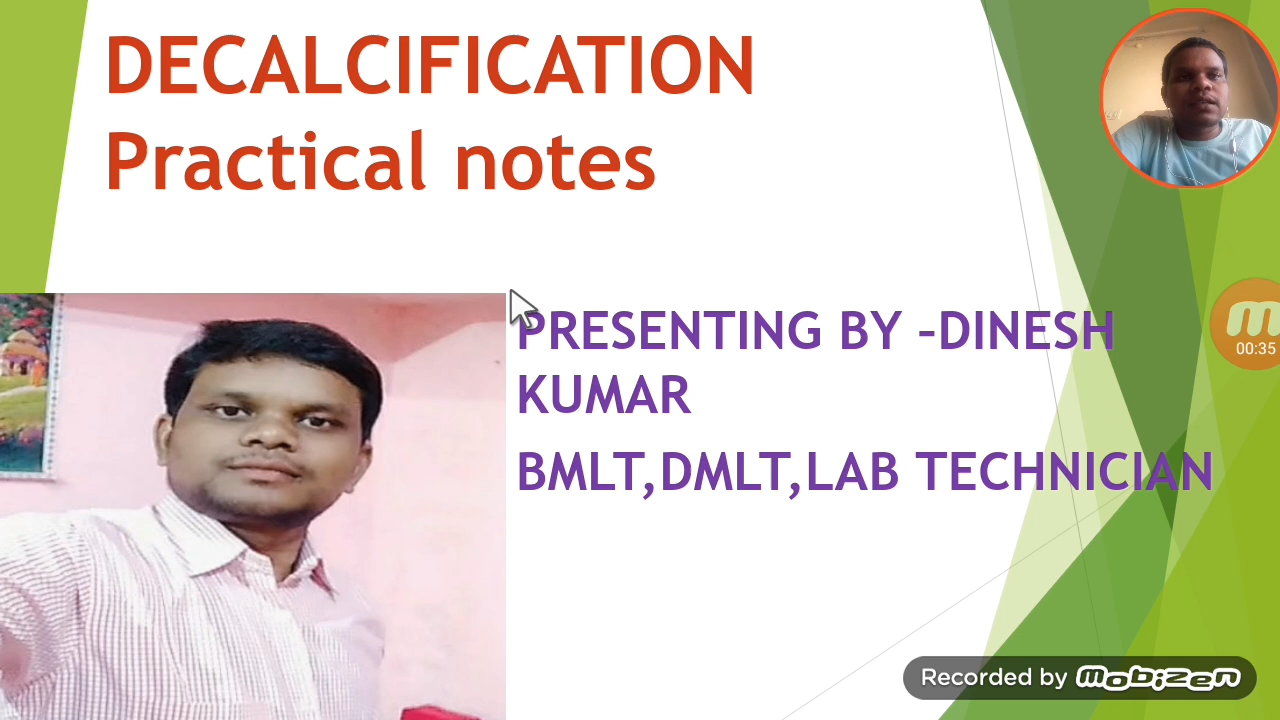 DECALCIFICATION
Practical notes
PRESENTING BY –DINESH
KUMAR
BMLT,DMLT,LAB TECHNICIAN
m
00:35
Recorded by mobizen